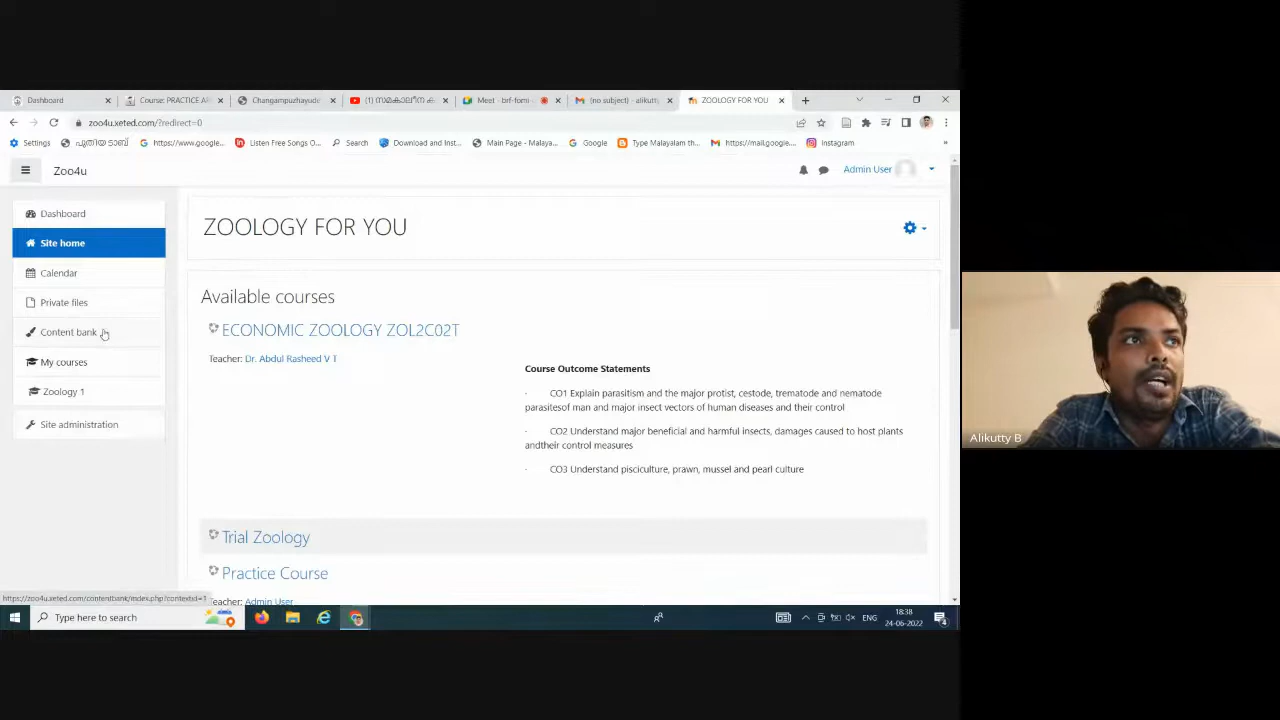 Dashboard
Course: PRACTICE AP
Changampuzhayude
(1) സമകാലീന ക
Meet - brf-fomi
(no subject) - alikutt
ZOOLOGY FOR YOU
zoo4u.xeted.com/?redirect=0
Settings
പുതിയ ടാബ്
https://www.google...
Listen Free Songs O...
Search
Download and Inst...
Main Page - Malaya...
Google
Type Malayalam th...
https://mail.google....
Instagram
Zoo4u
Admin User
Dashboard
Site home
Calendar
Private files
Content bank
My courses
Zoology 1
Site administration
ZOOLOGY FOR YOU
Available courses
ECONOMIC ZOOLOGY ZOL2C02T
Teacher: Dr. Abdul Rasheed V T
Course Outcome Statements
· CO1 Explain parasitism and the major protist, cestode, trematode and nematode
parasitesof man and major insect vectors of human diseases and their control
· CO2 Understand major beneficial and harmful insects, damages caused to host plants
andtheir control measures
· CO3 Understand pisciculture, prawn, mussel and pearl culture
Trial Zoology
Practice Course
Teacher: Admin User
https://zoo4u.xeted.com/contentbank/index.php?contextid=1
Type here to search
ENG
18:38
24-06-2022
4
Alikutty B